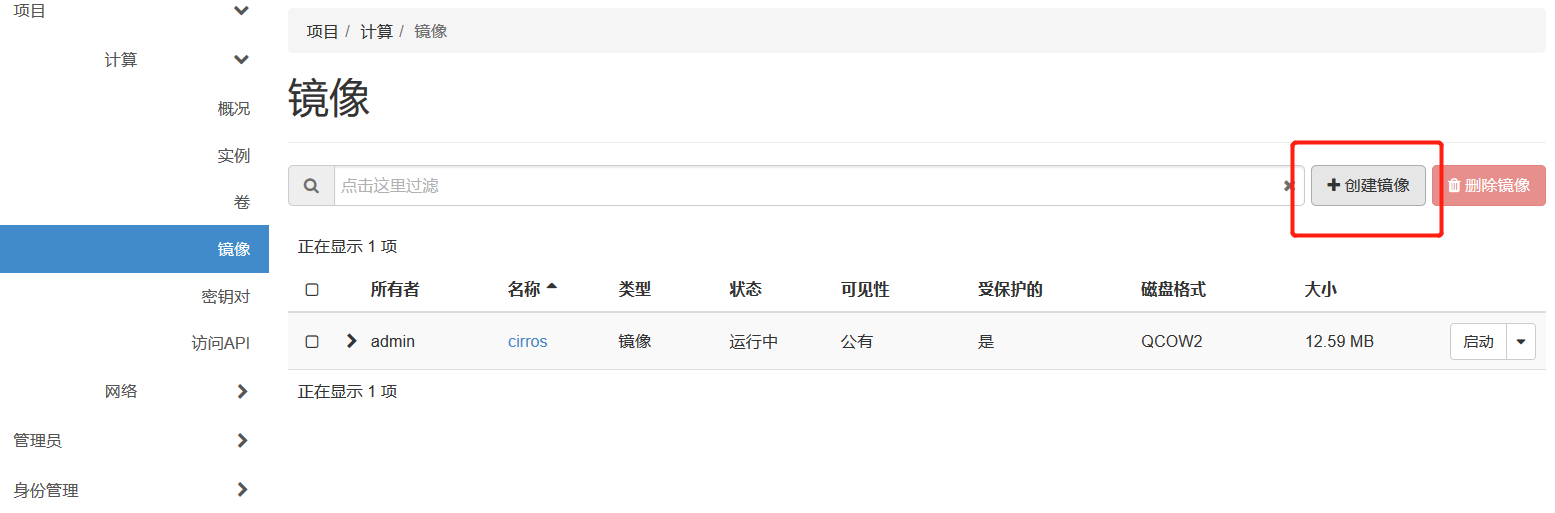 项目
计算
概况
实例
卷
镜像
密钥对
访问API
网络
管理员
身份管理
项目 / 计算 / 镜像
镜像
点击这里过滤 创建镜像 删除镜像
正在显示 1 项
所有者 名称 类型 状态 可见性 受保护的 磁盘格式 大小
admin cirros 镜像 运行中 公有 是 QCOW2 12.59 MB 启动
正在显示 1 项